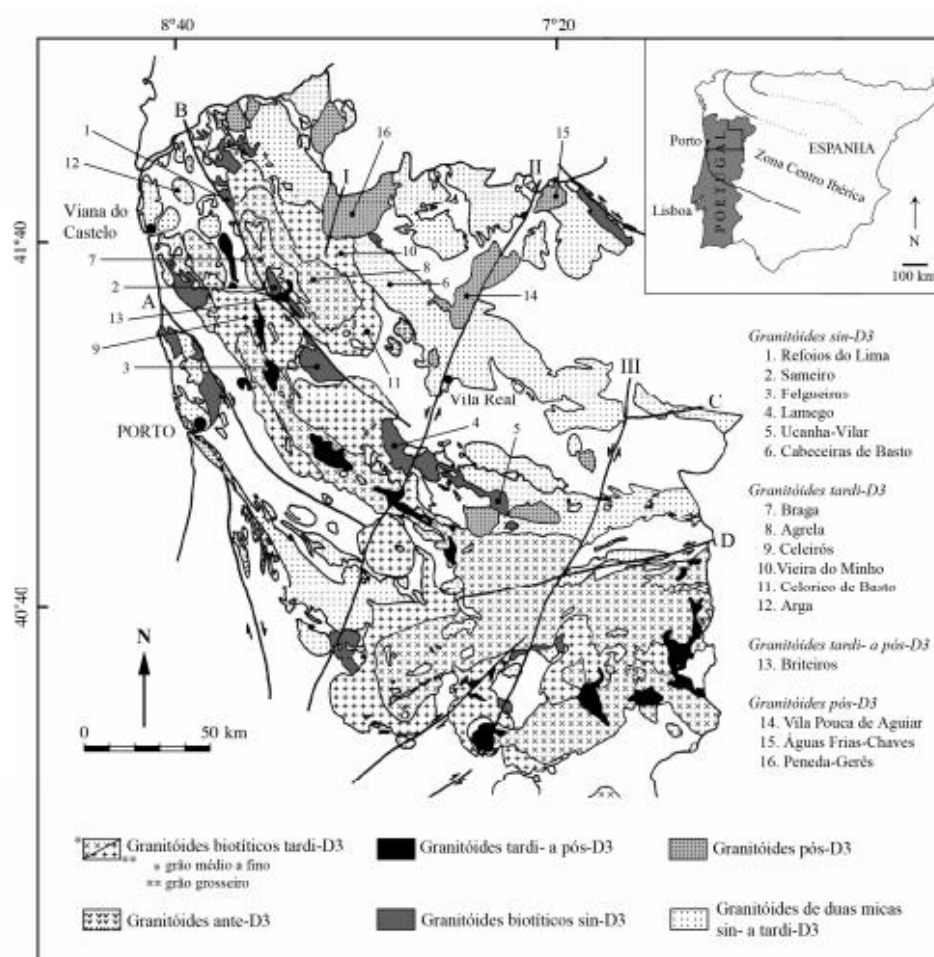 8°40
7°20
B
1
12
15
16
II
I
ESPANHA
Porto
PORTUGAL
Zona Centro Ibérica
Lisboa
N
100 km
Viana do
Castelo
41°40
7
10
8
6
2
A
14
13
9
3
11
III
Vila Real
C
PORTO
4
5
D
40°40
N
0
50 km
Granitóides sin-D3
1. Refoios do Lima
2. Sameiro
3. Felgueiras
4. Lamego
5. Ucanha-Vilar
6. Cabeceiras de Basto
Granitóides tardi-D3
7. Braga
8. Agrela
9. Celeirós
10.Vieira do Minho
11. Celorico de Basto
12. Arga
Granitóides tardi- a pós-D3
13. Briteiros
Granitóides pós-D3
14. Vila Pouca de Aguiar
15. Águas Frias-Chaves
16. Peneda-Gerês
* Granitóides biotíticos tardi-D3
** * grão médio a fino
** grão grosseiro
Granitóides tardi- a pós-D3
Granitóides pós-D3
Granitóides ante-D3
Granitóides biotíticos sin-D3
Granitóides de duas micas
sin- a tardi-D3